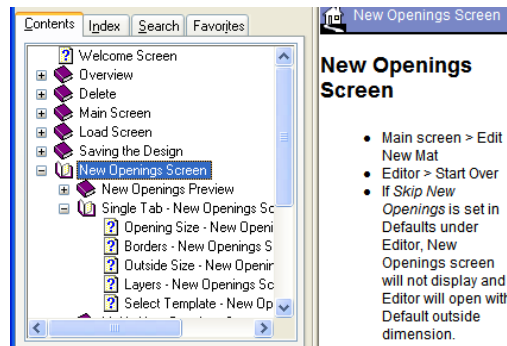 Contents Index Search Favorites
Welcome Screen
Overview
Delete
Main Screen
Load Screen
Saving the Design
New Openings Screen
New Openings Preview
Single Tab - New Openings Sc
Opening Size - New Openi
Borders - New Openings S
Outside Size - New Openin
Layers - New Openings Sc
Select Template - New Op
New Openings Screen
New Openings
Screen
• Main screen > Edit
New Mat
• Editor > Start Over
• If Skip New
Openings is set in
Defaults under
Editor, New
Openings screen
will not display and
Editor will open with
Default outside
dimension.